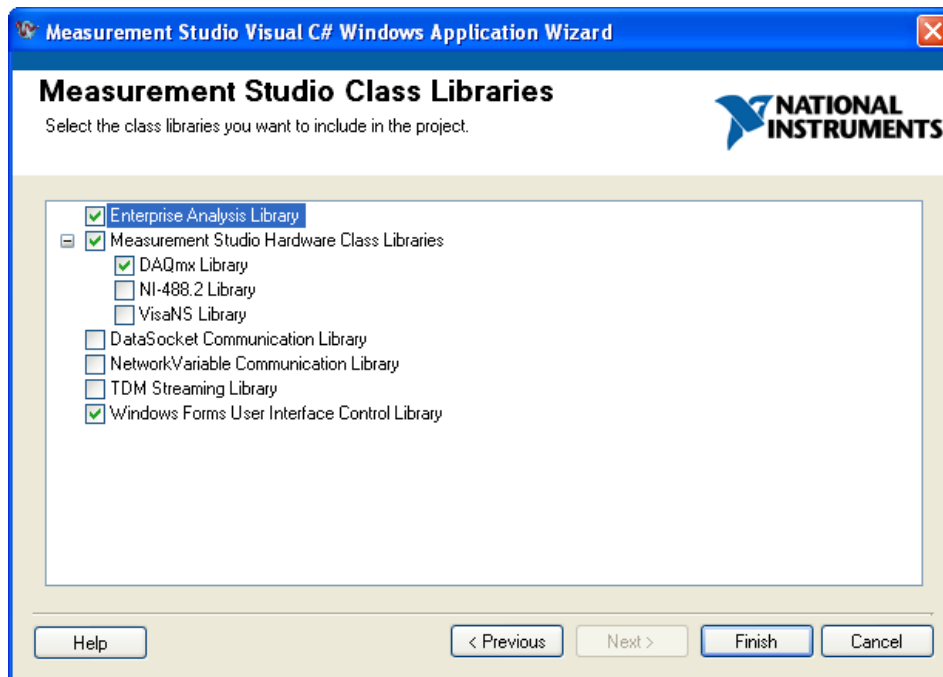 Measurement Studio Visual C# Windows Application Wizard
Measurement Studio Class Libraries
Select the class libraries you want to include in the project.
NATIONAL
INSTRUMENTS
Enterprise Analysis Library
Measurement Studio Hardware Class Libraries
DAQmx Library
NI-488.2 Library
VisaNS Library
DataSocket Communication Library
NetworkVariable Communication Library
TDM Streaming Library
Windows Forms User Interface Control Library
Help
< Previous
Next >
Finish
Cancel